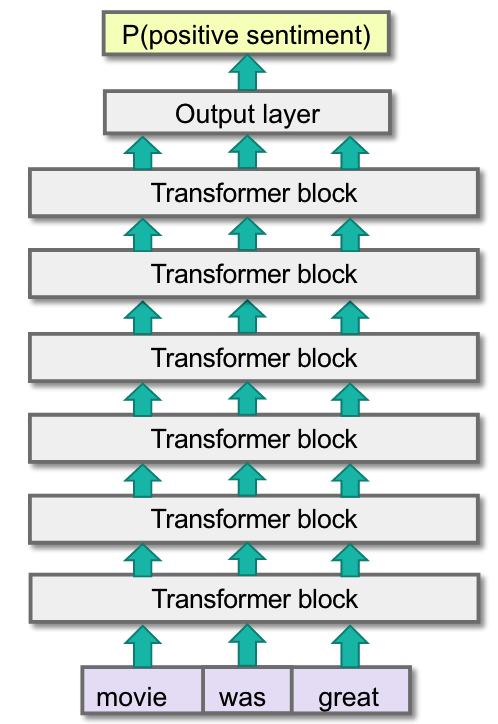 P(positive sentiment)
Output layer
Transformer block
Transformer block
Transformer block
Transformer block
Transformer block
Transformer block
movie was great